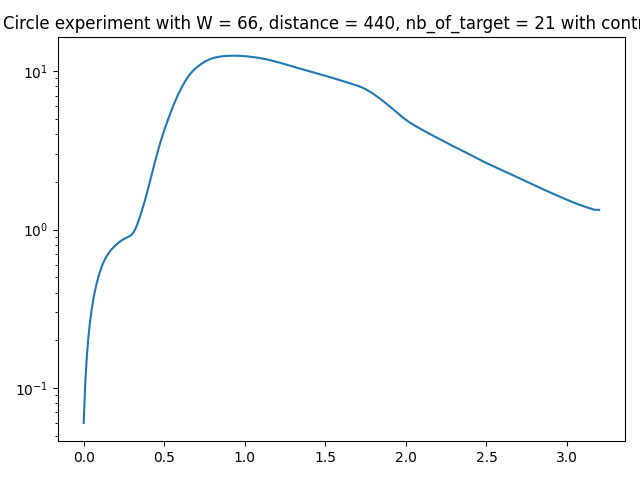 Circle experiment with W = 66, distance = 440, nb_of_target = 21 with contr
10¹
10⁰
10⁻¹
0.0 0.5 1.0 1.5 2.0 2.5 3.0